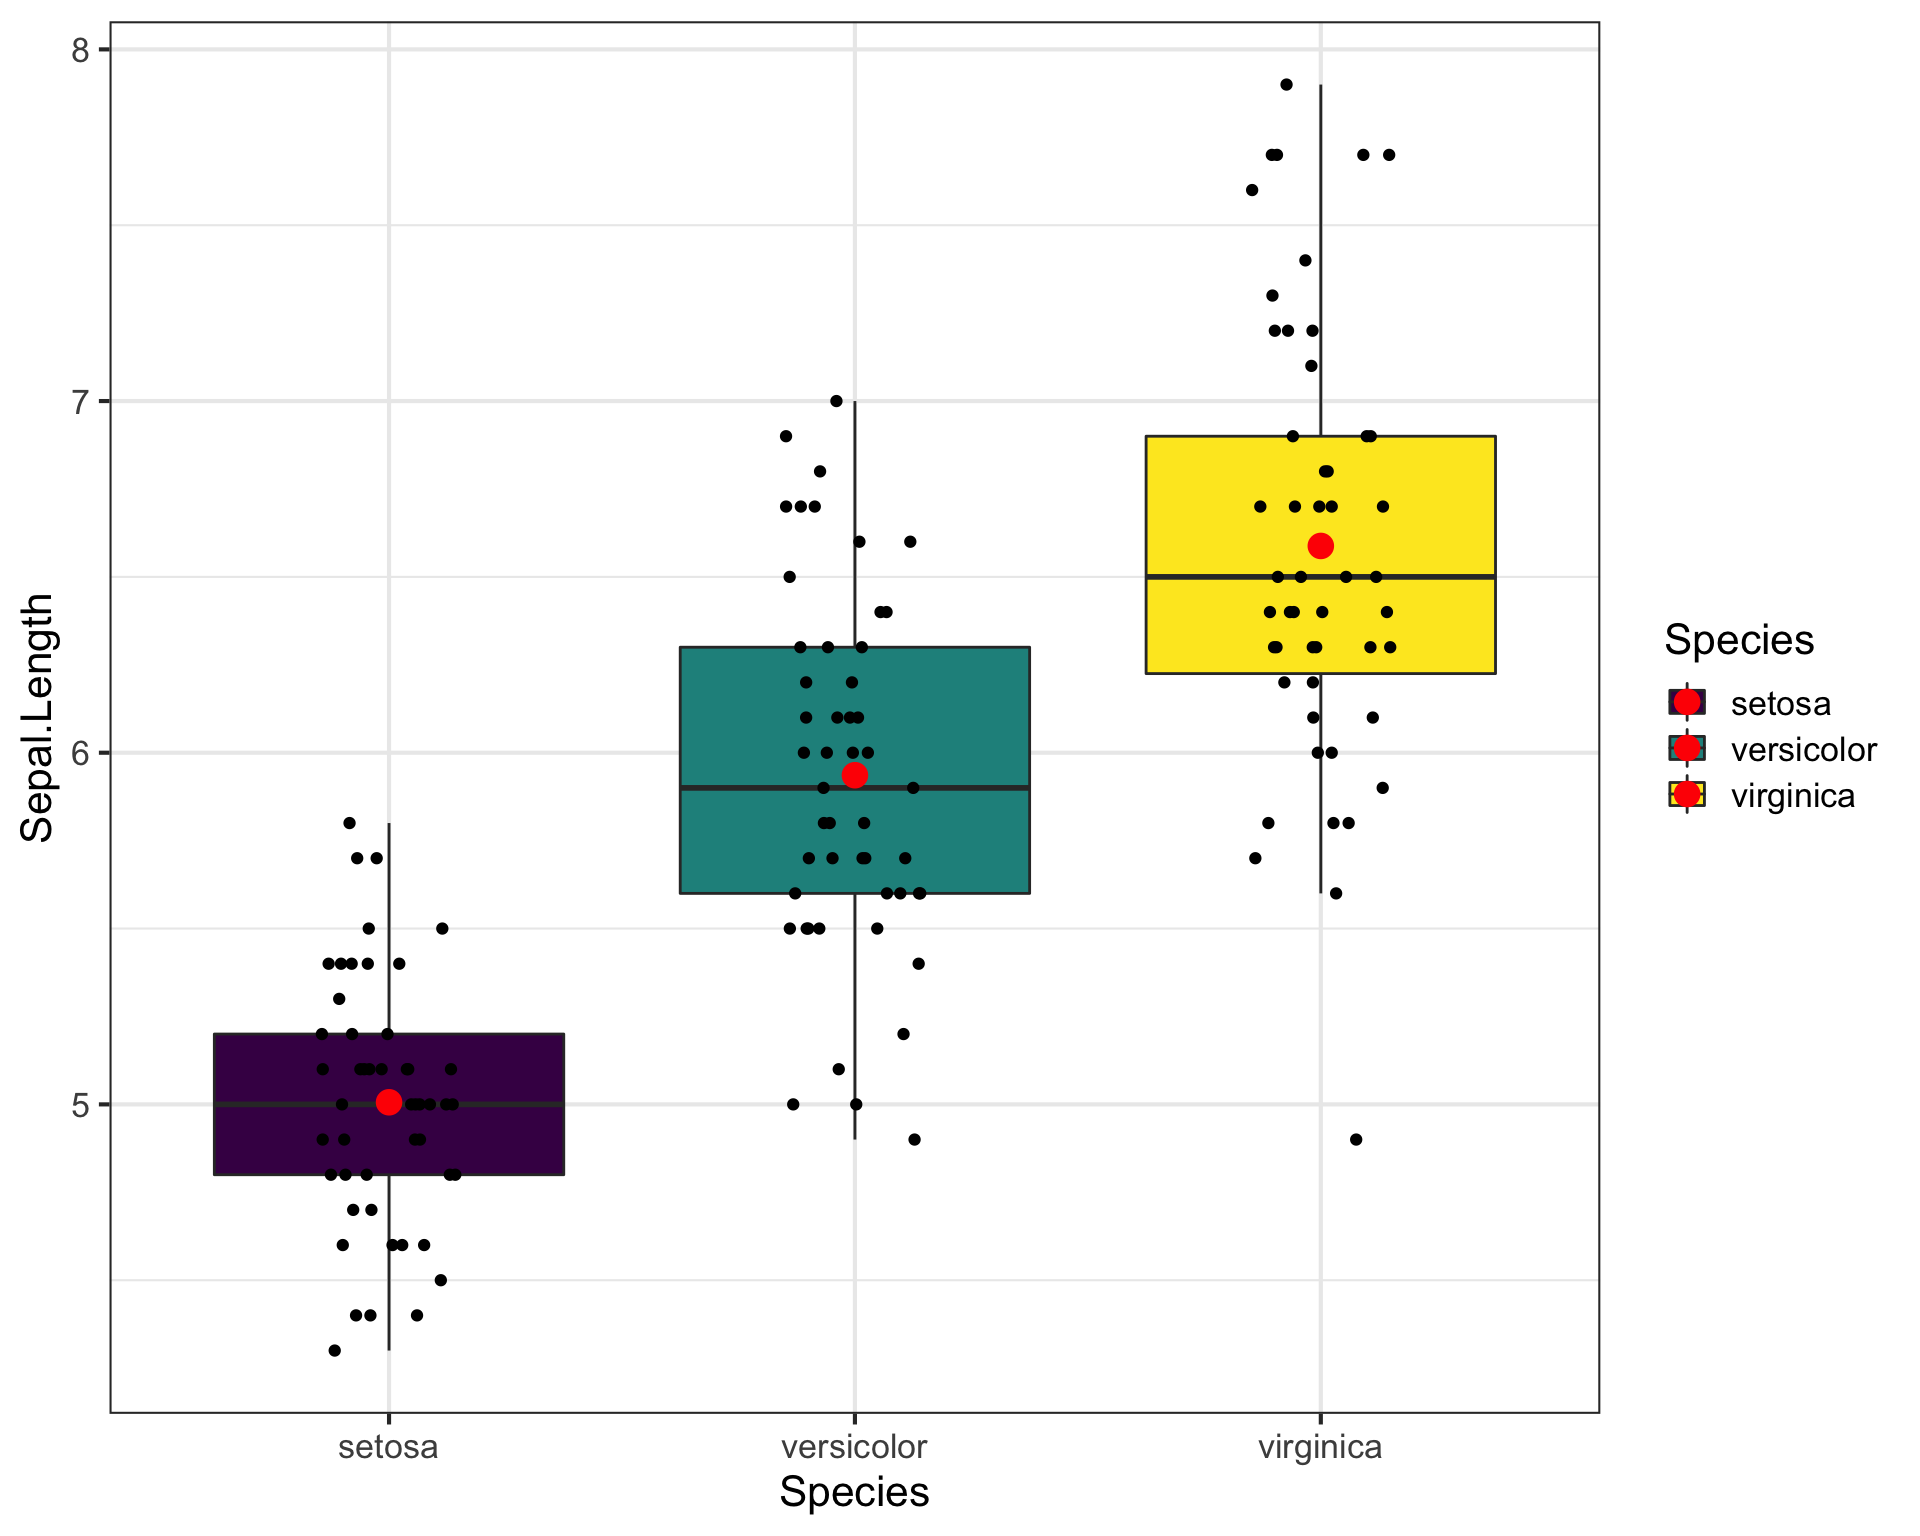 Sepal.Length
8
7
6
5
setosa
versicolor
virginica
Species
Species
setosa
versicolor
virginica